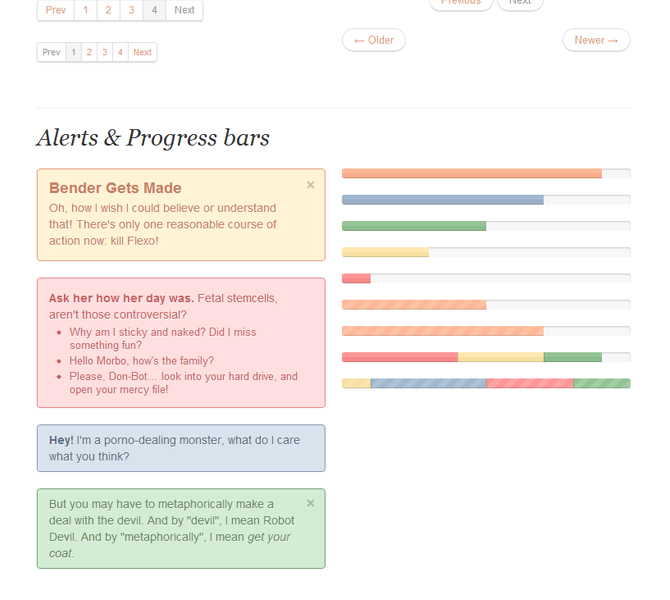 Previous Next
Prev 1 2 3 4 Next
← Older Newer →
Prev 1 2 3 4 Next
Alerts & Progress bars
Bender Gets Made ×
Oh, how I wish I could believe or understand
that! There's only one reasonable course of
action now: kill Flexo!
Ask her how her day was. Fetal stemcells,
aren't those controversial?
• Why am I sticky and naked? Did I miss
something fun?
• Hello Morbo, how's the family?
• Please, Don-Bot... look into your hard drive, and
open your mercy file!
Hey! I'm a porno-dealing monster, what do I care
what you think?
But you may have to metaphorically make a ×
deal with the devil. And by "devil", I mean Robot
Devil. And by "metaphorically", I mean get your
coat.